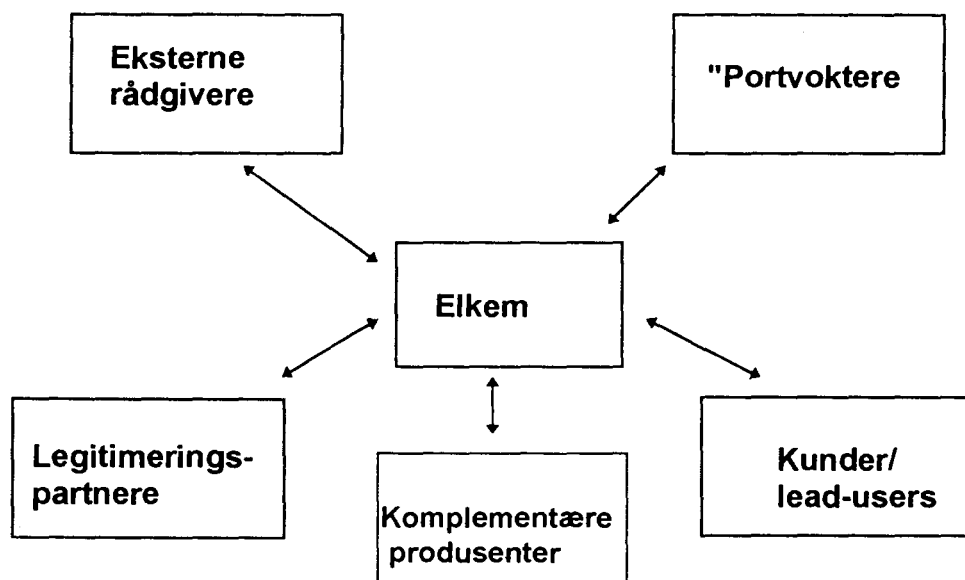 Eksterne
rådgivere
"Portvoktere
Elkem
Legitimerings-
partnere
Komplementære
produsenter
Kunder/
lead-users